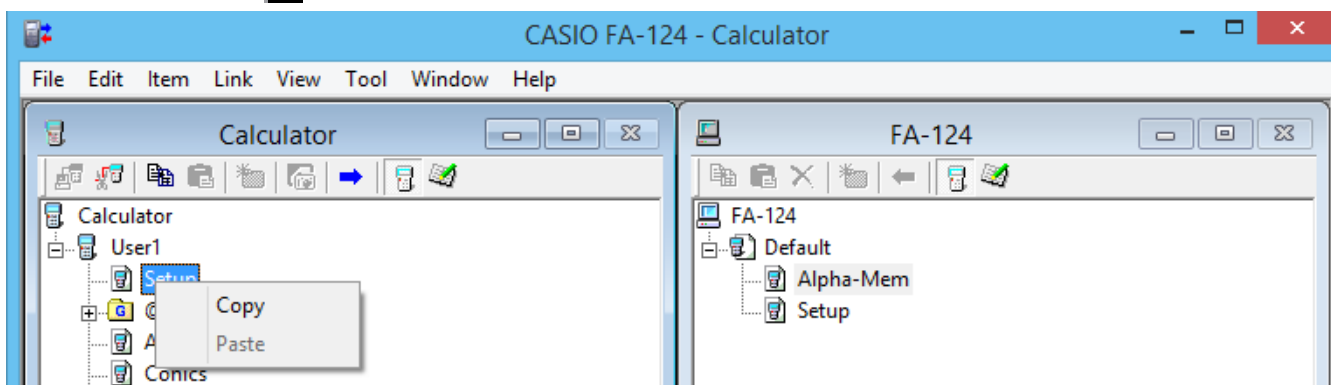 CASIO FA-124 - Calculator
File Edit Item Link View Tool Window Help
Calculator
FA-124
Calculator
User1
Setup
Copy
Paste
Conics
FA-124
Default
Alpha-Mem
Setup